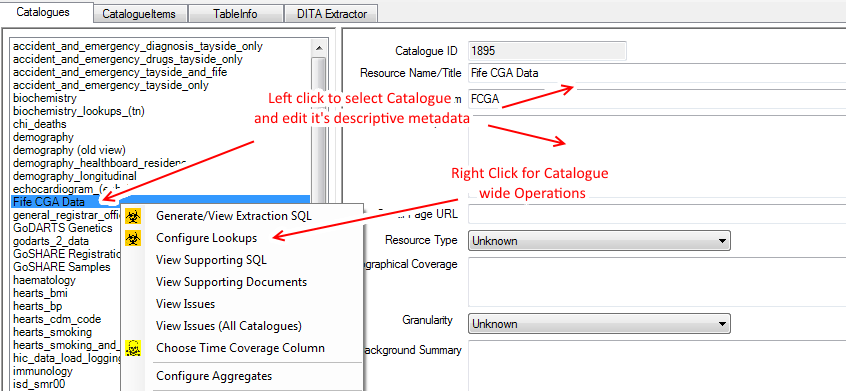 Catalogues
CatalogueItems
TableInfo
DITA Extractor
accident_and_emergency_diagnosis_tayside_only
accident_and_emergency_drugs_tayside_only
accident_and_emergency_tayside_and_fife
accident_and_emergency_tayside_only
biochemistry
biochemistry_lookups_(tn)
chi_deaths
demography
demography (old view)
demography_healthboard_residenc
demography_longitudinal
echocardiogram_(
Fife CGA Data
general_registrar_offic
GoDARTS Genetics
godarts_2_data
GoSHARE Registratio
GoSHARE Samples
haematology
hearts_bmi
hearts_bp
hearts_cdm_code
hearts_smoking
hearts_smoking_and_
hic_data_load_logging
immunology
isd_smr00
Generate/View Extraction SQL
Configure Lookups
View Supporting SQL
View Supporting Documents
View Issues
View Issues (All Catalogues)
Choose Time Coverage Column
Configure Aggregates
Left click to select Catalogue
and edit it's descriptive metadata
Right Click for Catalogue
wide Operations
Catalogue ID
1895
Resource Name/Title
Fife CGA Data
m
FCGA
Page URL
Resource Type
Unknown
ographical Coverage
Granularity
Unknown
ackground Summary